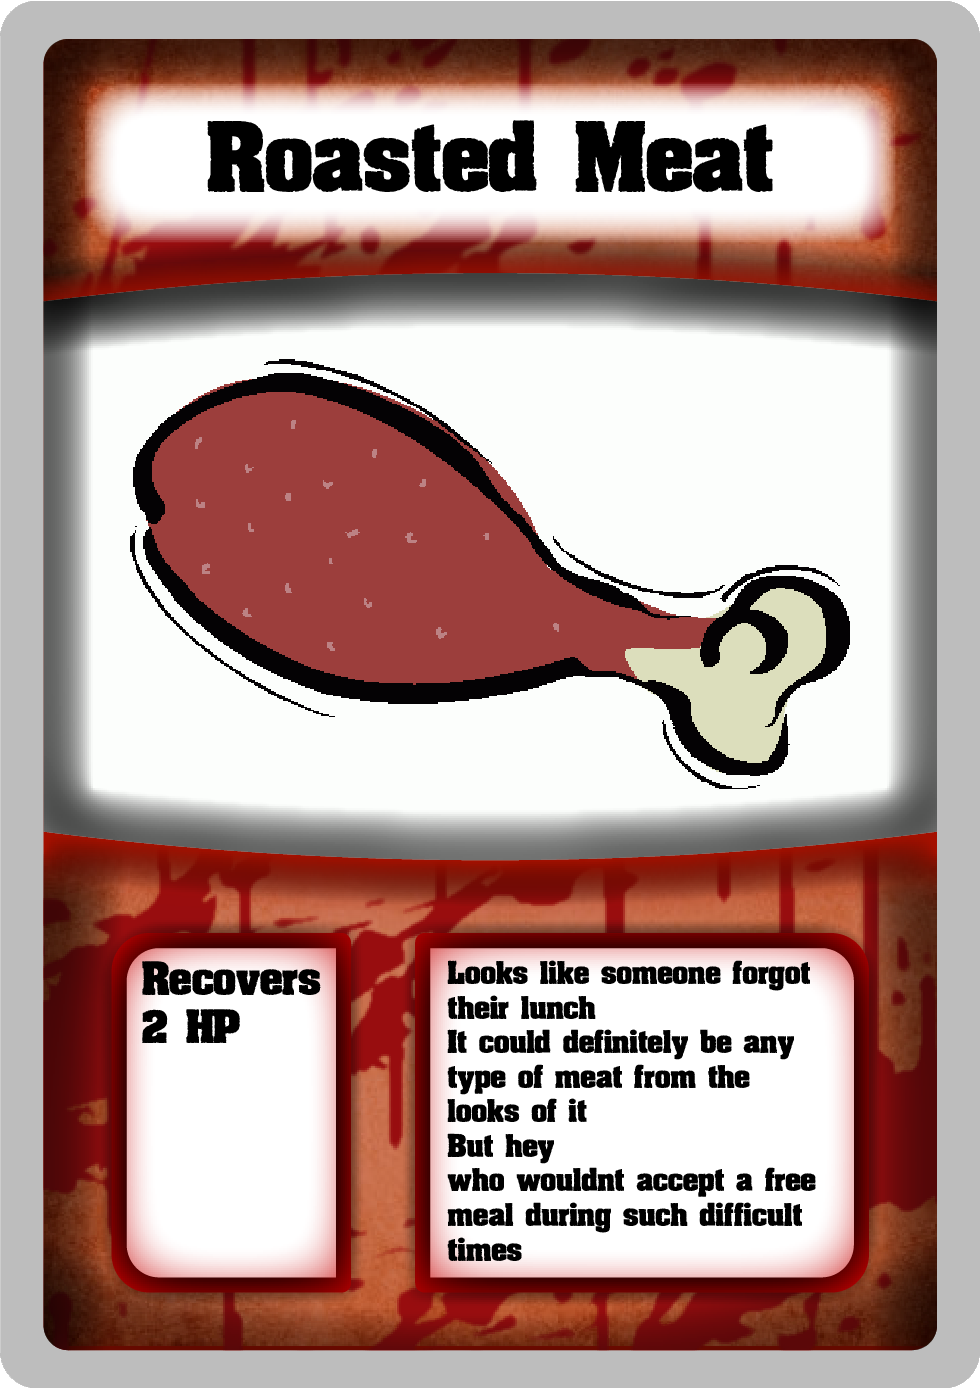 Roasted Meat
Recovers
2 HP
Looks like someone forgot
their lunch
It could definitely be any
type of meat from the
looks of it
But hey
who wouldnt accept a free
meal during such difficult
times